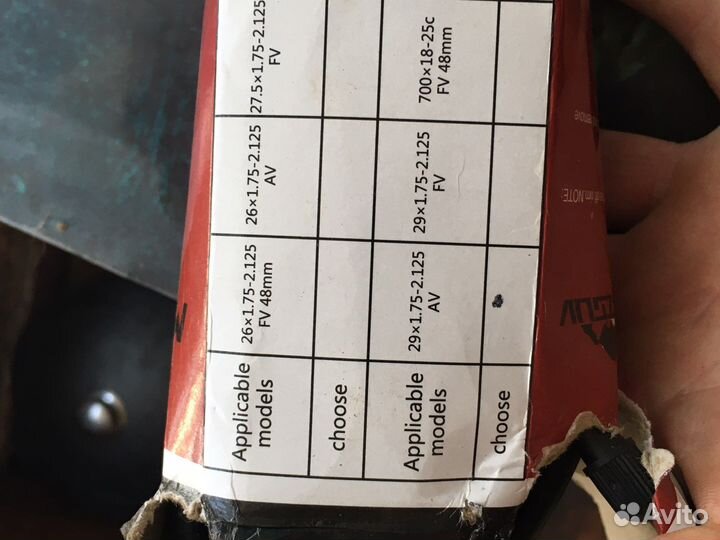 Applicable
models
26×1.75-2.125
FV 48mm
26×1.75-2.125
AV
27.5×1.75-2.125
FV
choose
Applicable
models
29×1.75-2.125
AV
29×1.75-2.125
FV
700×18-25c
FV 48mm
choose
NOTE:
Avito